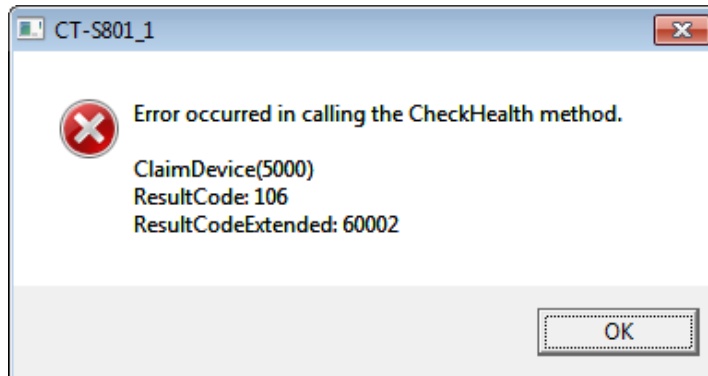 CT-S801_1
Error occurred in calling the CheckHealth method.
ClaimDevice(5000)
ResultCode: 106
ResultCodeExtended: 60002
OK